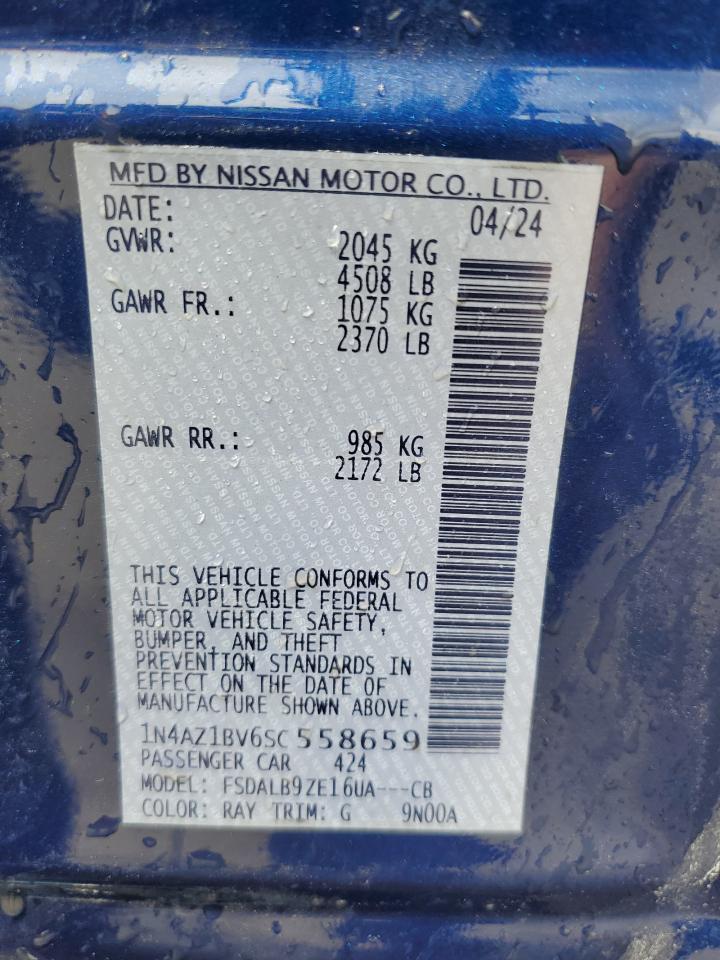 MFD BY NISSAN MOTOR CO., LTD.
DATE: 04/24
GVWR: 2045 KG
4508 LB
GAWR FR.: 1075 KG
2370 LB
GAWR RR.: 985 KG
2172 LB
THIS VEHICLE CONFORMS TO
ALL APPLICABLE FEDERAL
MOTOR VEHICLE SAFETY,
BUMPER, AND THEFT
PREVENTION STANDARDS IN
EFFECT ON THE DATE OF
MANUFACTURE SHOWN ABOVE.
1N4AZ1BV6SC558659
PASSENGER CAR 424
MODEL: FSDALB9ZE16UA---CB
COLOR: RAY TRIM: G 9N00A